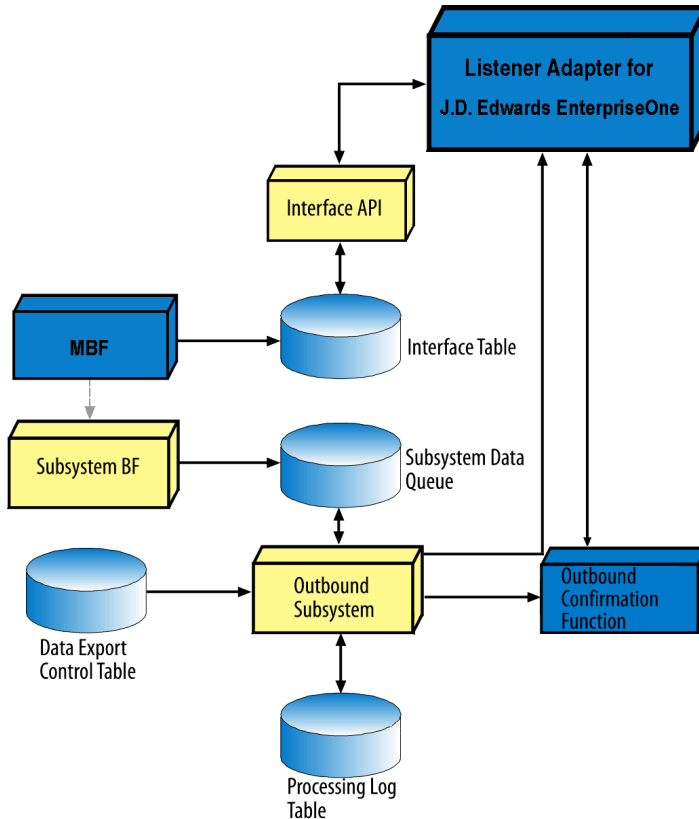 Listener Adapter for
J.D. Edwards EnterpriseOne
Interface API
MBF
Interface Table
Subsystem BF
Subsystem Data
Queue
Outbound
Subsystem
Outbound
Confirmation
Function
Data Export
Control Table
Processing Log
Table